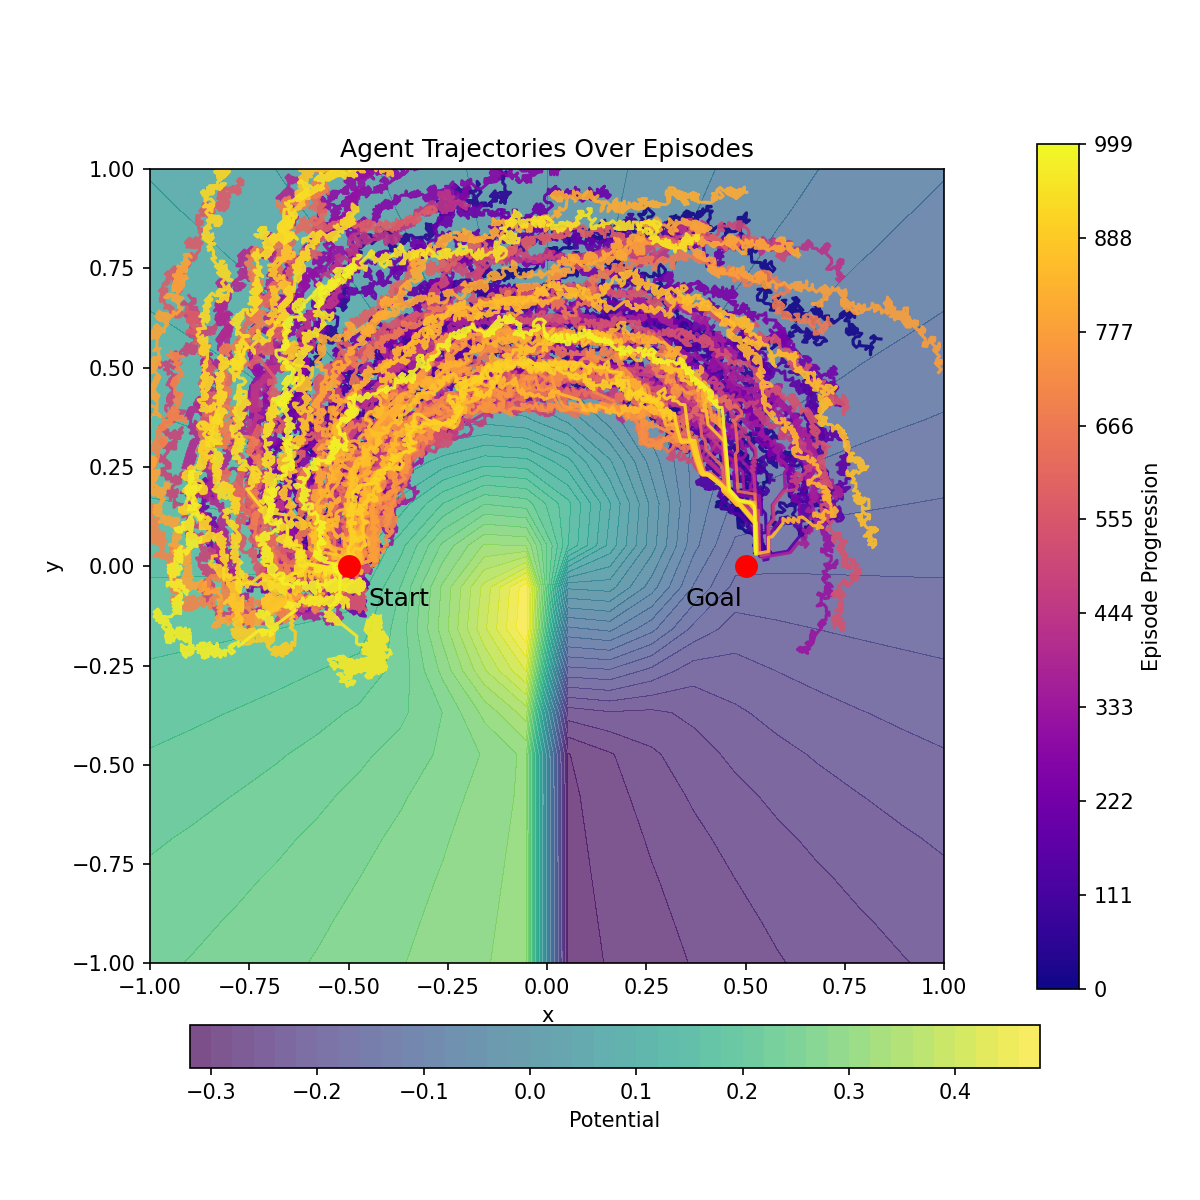 Agent Trajectories Over Episodes
1.00
0.75
0.50
0.25
0.00
−0.25
−0.50
−0.75
−1.00
y
Start
Goal
−1.00 −0.75 −0.50 −0.25 0.00 0.25 0.50 0.75 1.00
x
999
888
777
666
555
444
333
222
111
0
Episode Progression
−0.3 −0.2 −0.1 0.0 0.1 0.2 0.3 0.4
Potential